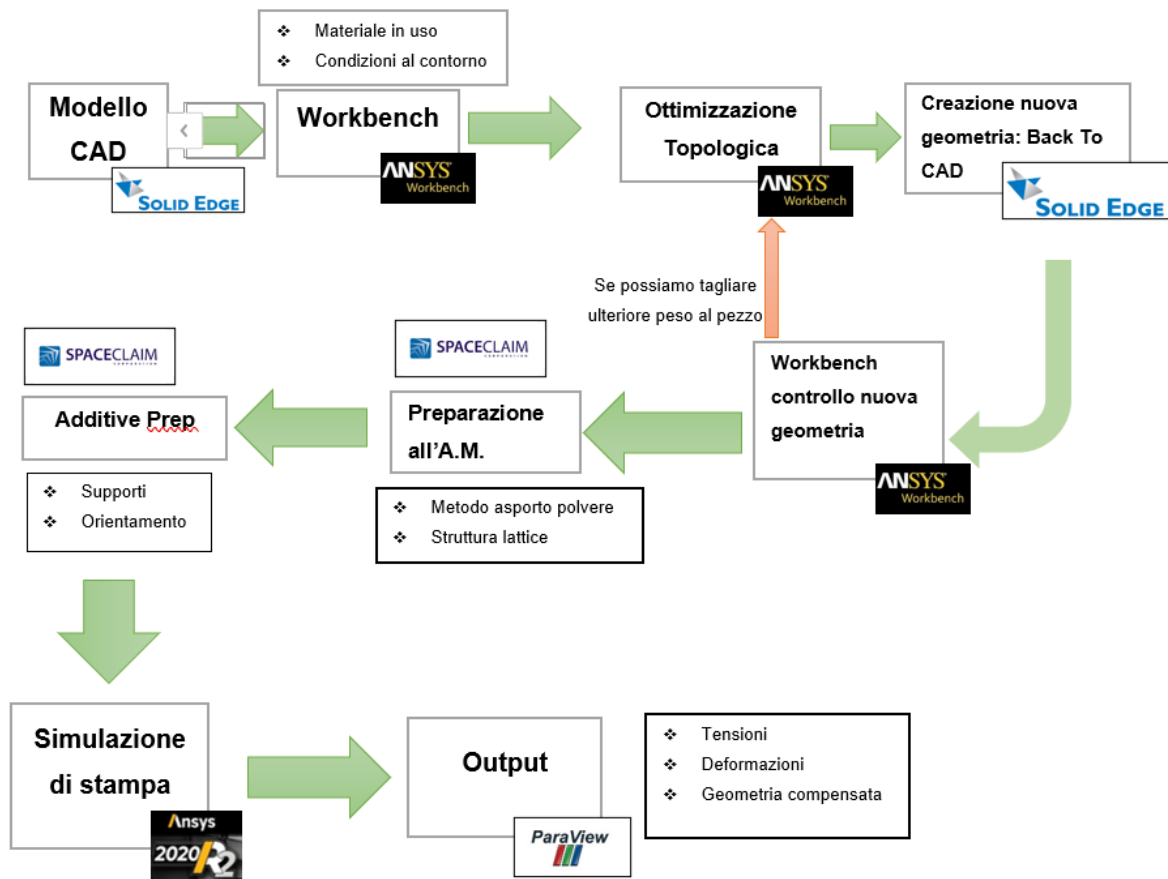 ❖ Materiale in uso
❖ Condizioni al contorno
Modello
CAD
SOLID EDGE
Workbench
ANSYS®
Workbench
Ottimizzazione
Topologica
ANSYS®
Workbench
Creazione nuova
geometria: Back To
CAD
SOLID EDGE
Se possiamo tagliare
ulteriore peso al pezzo
Workbench
controllo nuova
geometria
ANSYS®
Workbench
SPACECLAIM
CORPORATION
Preparazione
all'A.M.
❖ Metodo asporto polvere
❖ Struttura lattice
SPACECLAIM
CORPORATION
Additive Prep
❖ Supporti
❖ Orientamento
Simulazione
di stampa
Ansys
2020 R2
Output
ParaView
❖ Tensioni
❖ Deformazioni
❖ Geometria compensata